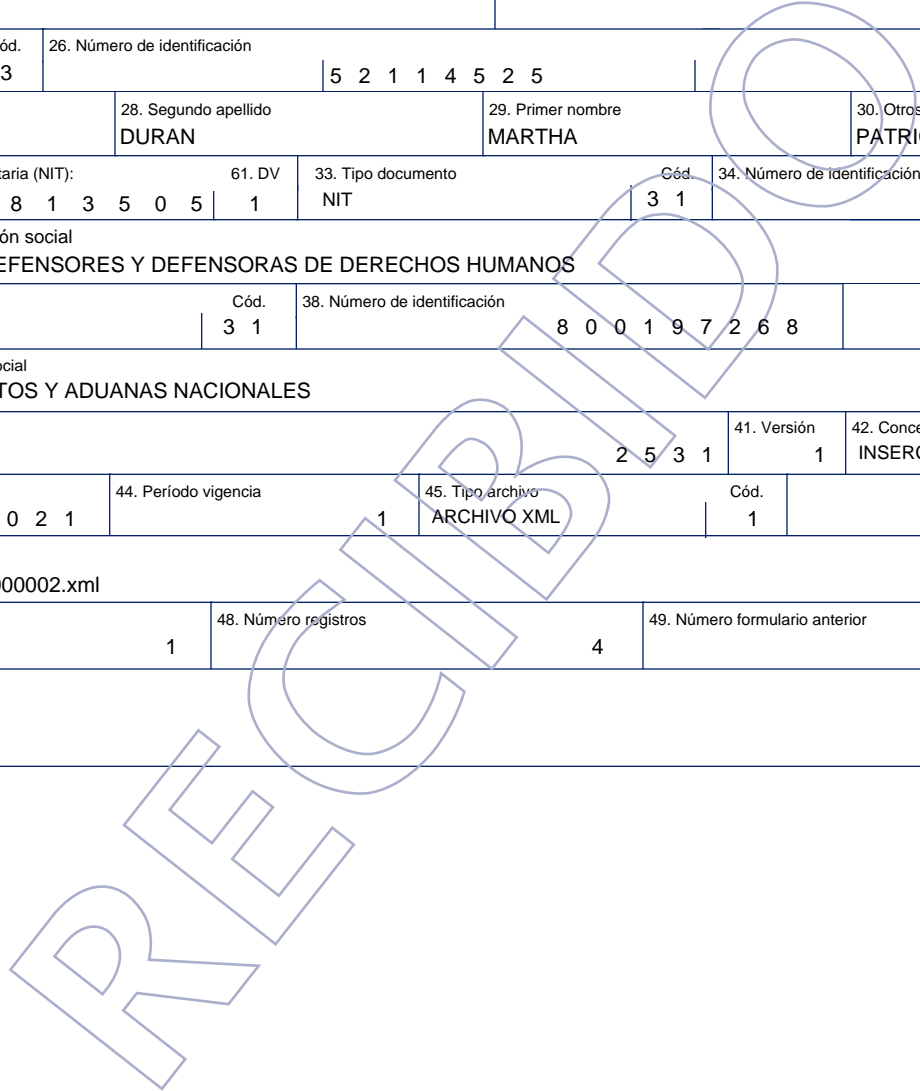 ód. 26. Número de identificación
3 5 2 1 1 4 5 2 5
28. Segundo apellido 29. Primer nombre 30. Otros
DURAN MARTHA PATRI
taria (NIT): 61. DV 33. Tipo documento Cód. 34. Número de identificación
8 1 3 5 0 5 1 NIT 3 1
ón social
EFENSORES Y DEFENSORAS DE DERECHOS HUMANOS
Cód. 38. Número de identificación
3 1 8 0 0 1 9 7 2 6 8
ocial
TOS Y ADUANAS NACIONALES
41. Versión 42. Conce
2 5 3 1 1 INSERC
44. Período vigencia 45. Tipo archivo Cód.
0 2 1 1 ARCHIVO XML 1
000002.xml
48. Número registros 49. Número formulario anterior
1 4
RECIBIDO